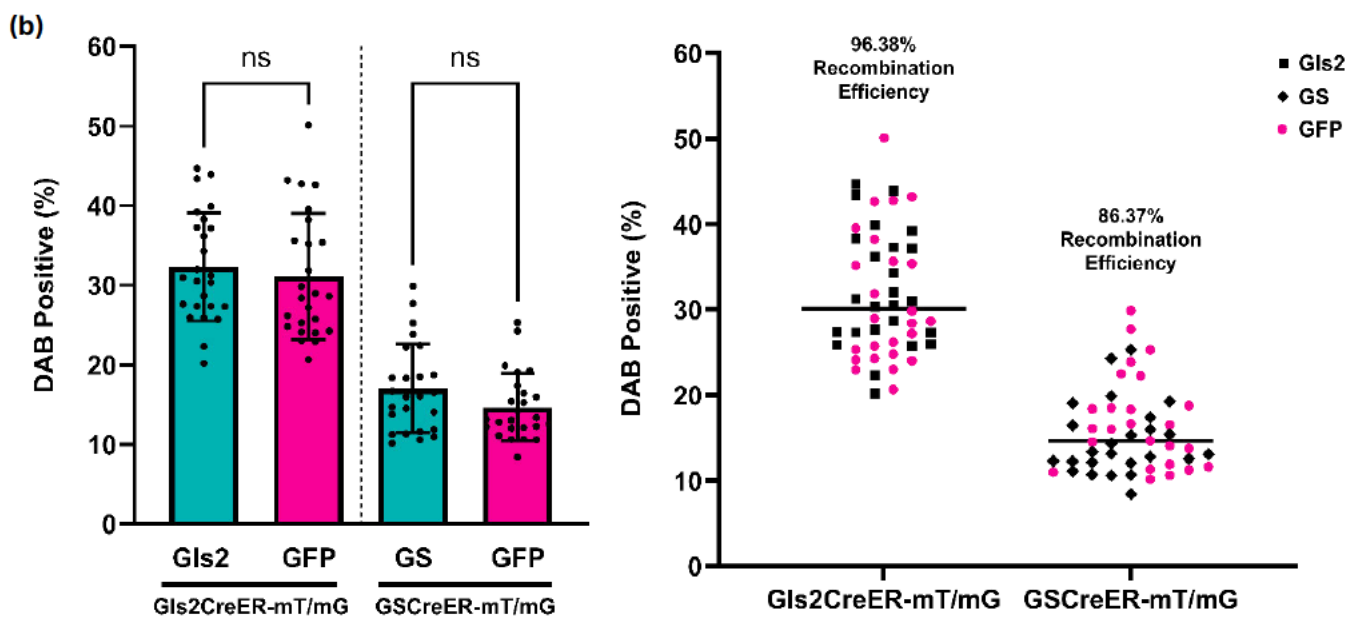 (b)
60
50
40
30
20
10
0
DAB Positive (%)
ns
ns
Gls2
GFP
GS
GFP
Gls2CreER-mT/mG
GSCreER-mT/mG
60
50
40
30
20
10
0
DAB Positive (%)
96.38%
Recombination
Efficiency
86.37%
Recombination
Efficiency
Gls2
GS
GFP
Gls2CreER-mT/mG
GSCreER-mT/mG